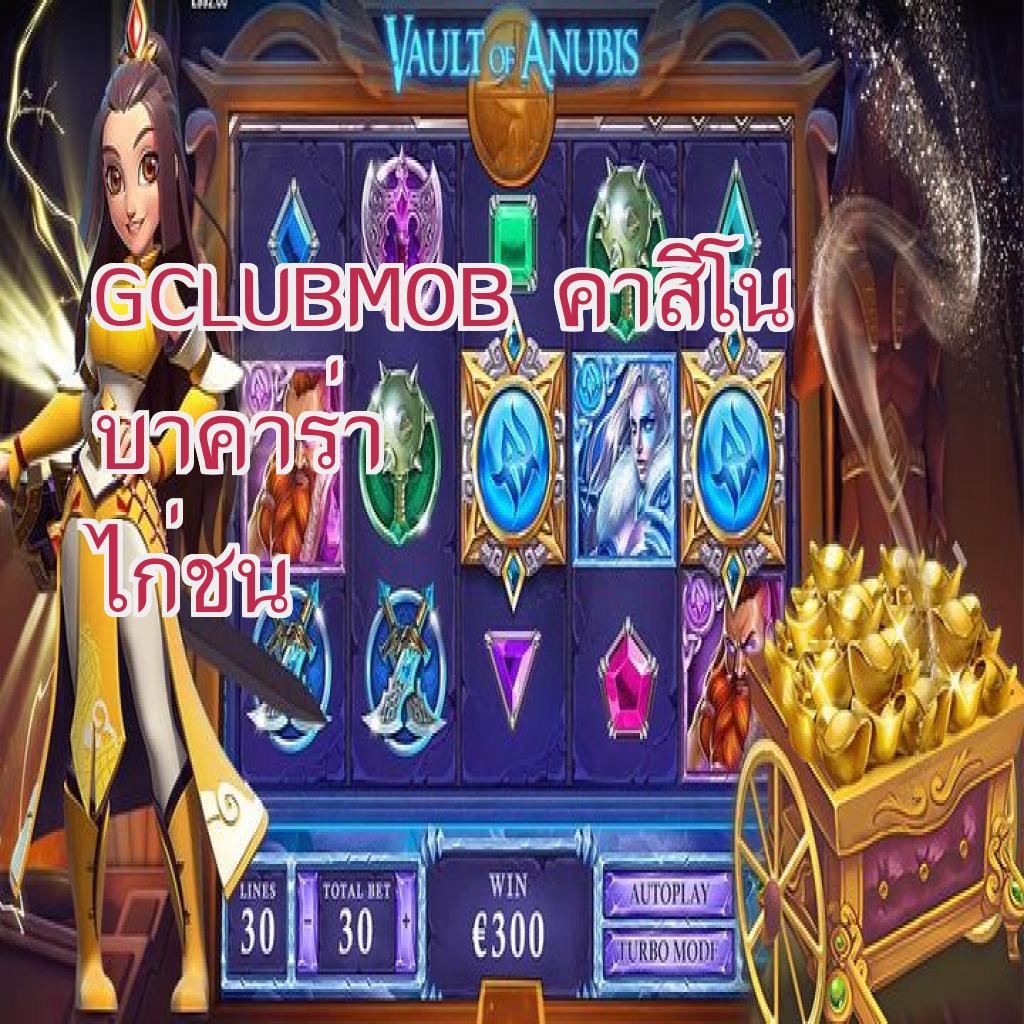 VAULT OF ANUBIS
GCLUBMOB คาสิโน
บาคาร่า
ไก่ชน
LINES
30
TOTAL BET
- 30 +
WIN
€300
AUTOPLAY
TURBO MODE